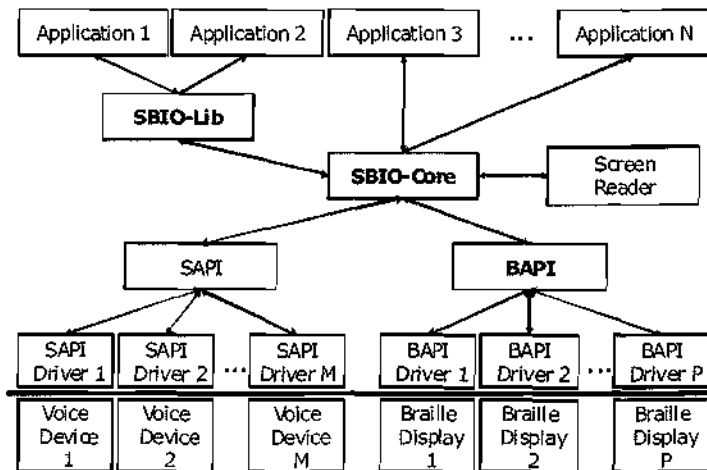 Application 1 Application 2 Application 3 ... Application N
SBIO-Lib
SBIO-Core
Screen
Reader
SAPI BAPI
SAPI SAPI SAPI BAPI BAPI BAPI
Driver 1 Driver 2 ... Driver M Driver 1 Driver 2 ... Driver P
Voice Voice Voice Braille Braille Braille
Device Device Device Display Display Display
1 2 M 1 2 P